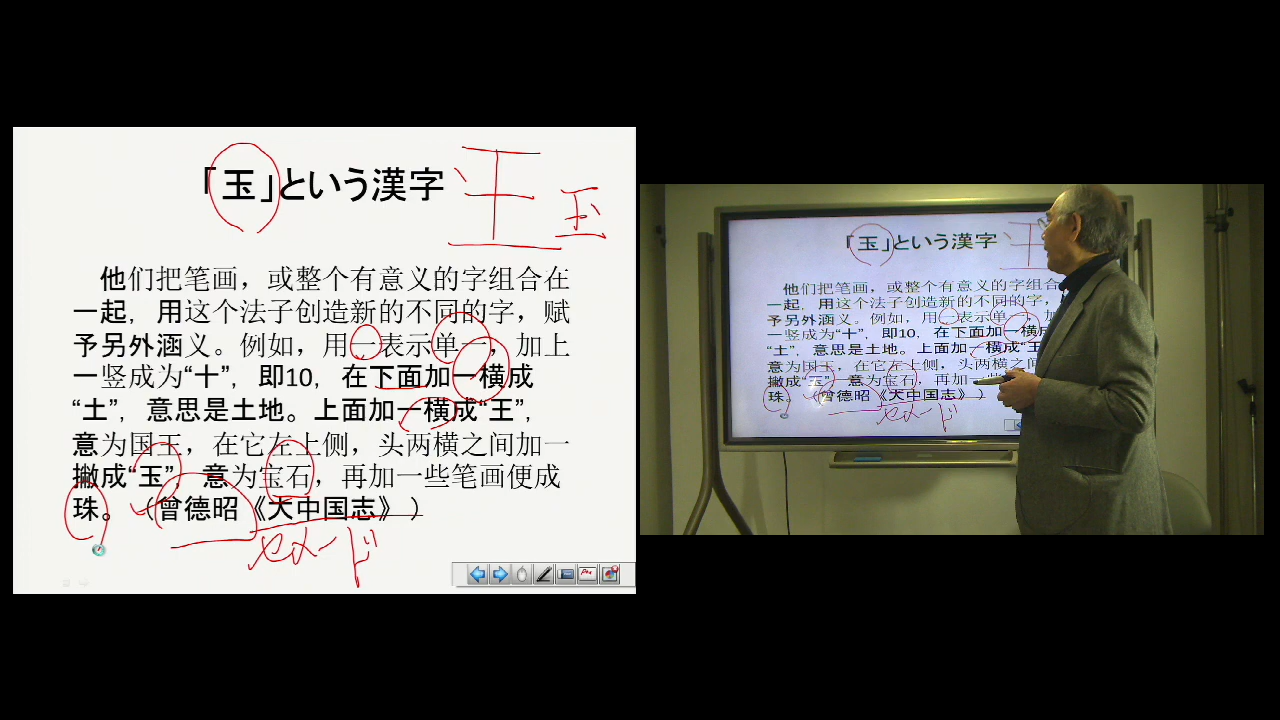 「玉」という漢字
王
玉
他们把笔画，或整个有意义的字组合在
一起，用这个法子创造新的不同的字，赋
予另外涵义。例如，用一表示单一，加上
一竖成为“十”，即10，在下面加一横成
“土”，意思是土地。上面加一横成“王”，
意为国王，在它左上侧，头两横之间加一
撇成“玉”，意为宝石，再加一些笔画便成
珠。（曾德昭《大中国志》）
セメード
「玉」という漢字
他们把笔画，或整个有意义的字组合
一起，用这个法子创造新的不同的字，
予另外涵义。例如，用一表示单一，加
一竖成为“十”，即10，在下面加一横成
“土”，意思是土地。上面加一横成“王
意为国王，在它左上侧，头两横之间
撇成“玉”，意为宝石，再加一些
珠。（曾德昭《大中国志》）
セメード